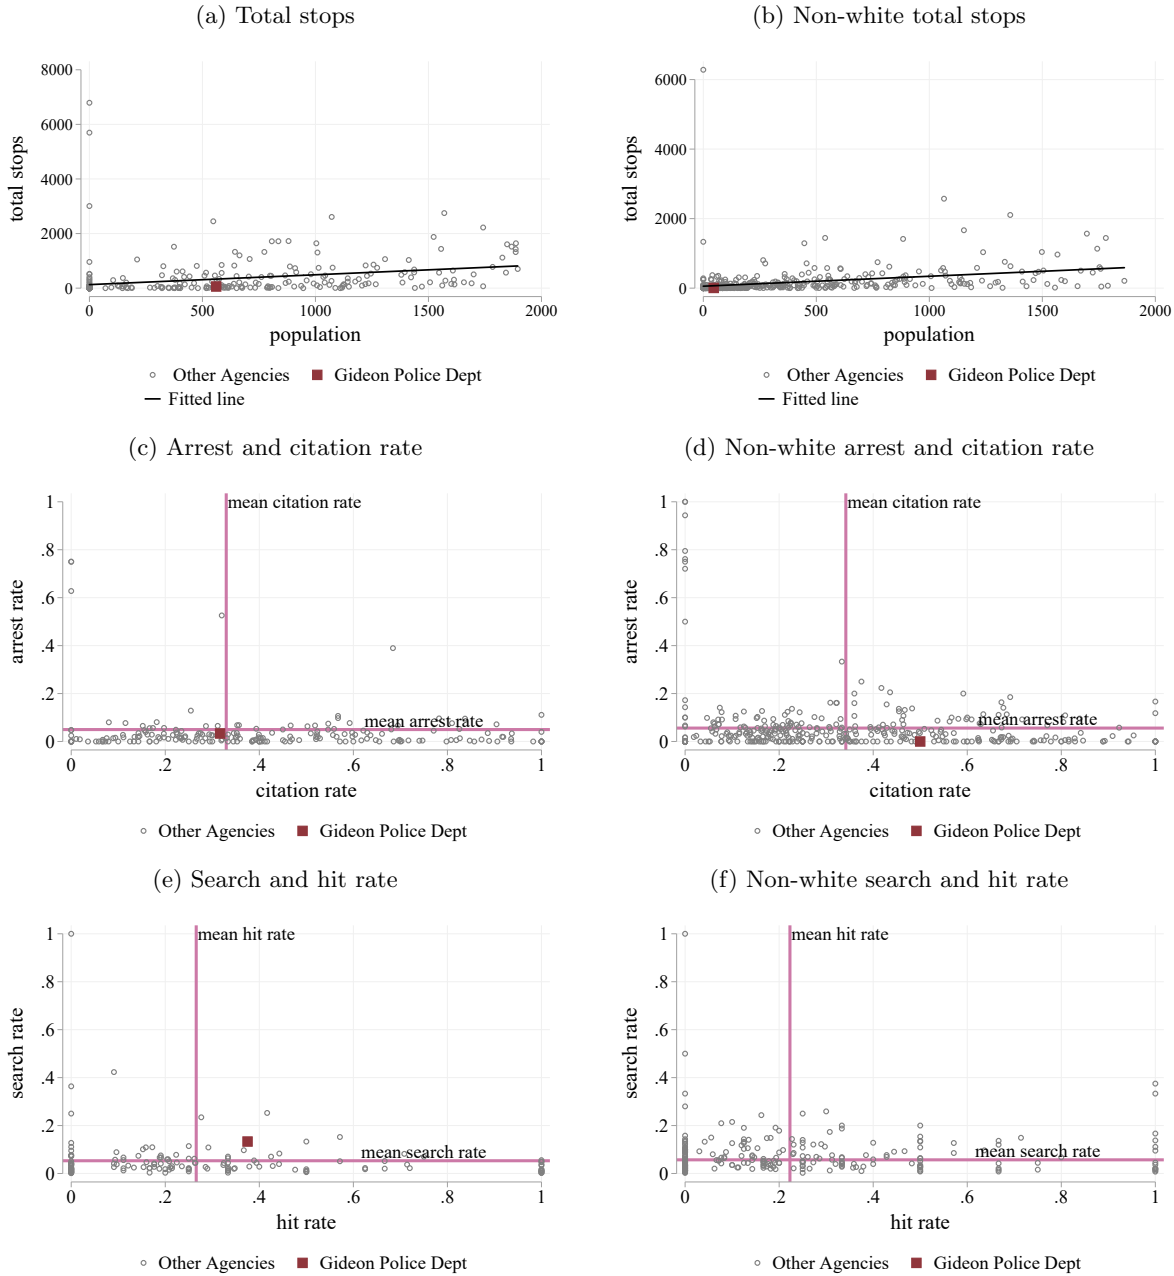 (a) Total stops
(b) Non-white total stops
8000
6000
4000
2000
0
total stops
0
500
1000
1500
2000
population
Other Agencies
Gideon Police Dept
Fitted line
6000
4000
2000
0
total stops
0
500
1000
1500
2000
population
Other Agencies
Gideon Police Dept
Fitted line
(c) Arrest and citation rate
(d) Non-white arrest and citation rate
1
.8
.6
.4
.2
0
arrest rate
mean citation rate
mean arrest rate
0
.2
.4
.6
.8
1
citation rate
Other Agencies
Gideon Police Dept
1
.8
.6
.4
.2
0
arrest rate
mean citation rate
mean arrest rate
0
.2
.4
.6
.8
1
citation rate
Other Agencies
Gideon Police Dept
(e) Search and hit rate
(f) Non-white search and hit rate
1
.8
.6
.4
.2
0
search rate
mean hit rate
mean search rate
0
.2
.4
.6
.8
1
hit rate
Other Agencies
Gideon Police Dept
1
.8
.6
.4
.2
0
search rate
mean hit rate
mean search rate
0
.2
.4
.6
.8
1
hit rate
Other Agencies
Gideon Police Dept